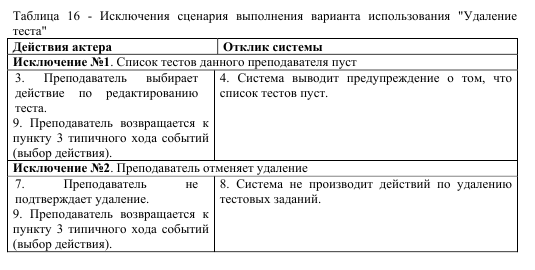 Таблица 16 - Исключения сценария выполнения варианта использования "Удаление
теста"
Действия актера
Отклик системы
Исключение №1. Список тестов данного преподавателя пуст
3. Преподаватель выбирает
действие по редактированию
теста.
9. Преподаватель возвращается к
пункту 3 типичного хода событий
(выбор действия).
4. Система выводит предупреждение о том, что
список тестов пуст.
Исключение №2. Преподаватель отменяет удаление
7. Преподаватель не
подтверждает удаление.
9. Преподаватель возвращается к
пункту 3 типичного хода событий
(выбор действия).
8. Система не производит действий по удалению
тестовых заданий.